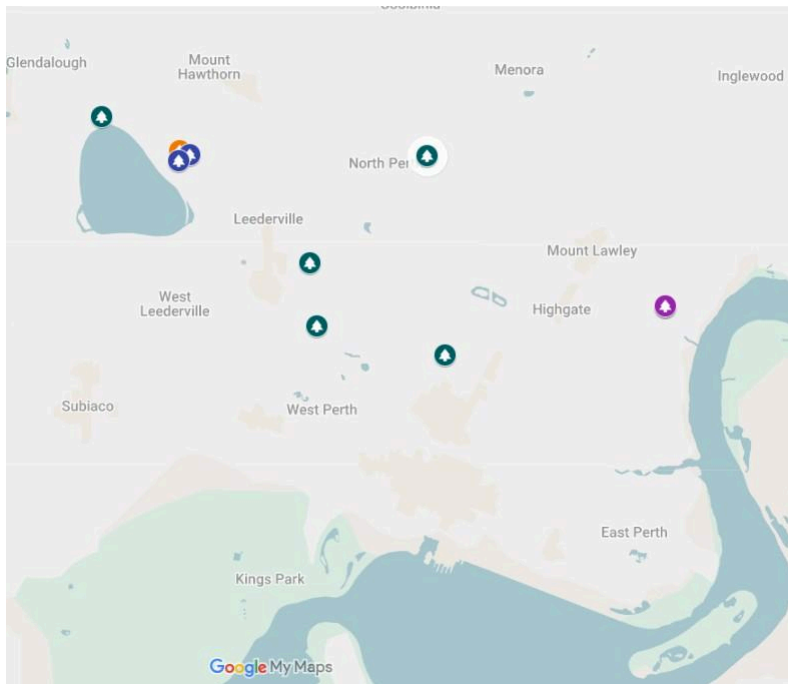 Glendalough
Mount
Hawthorn
Menora
Inglewood
North
Leederville
Mount Lawley
West
Leederville
Highgate
Subiaco
West Perth
East Perth
Kings Park
Google My Maps